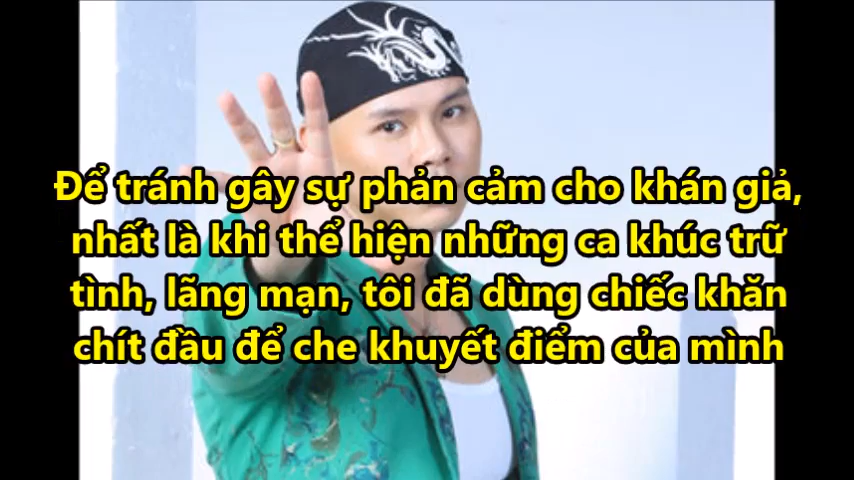 Để tránh gây sự phản cảm cho khán giả,
nhất là khi thể hiện những ca khúc trữ
tình, lãng mạn, tôi đã dùng chiếc khăn
chít đầu để che khuyết điểm của mình